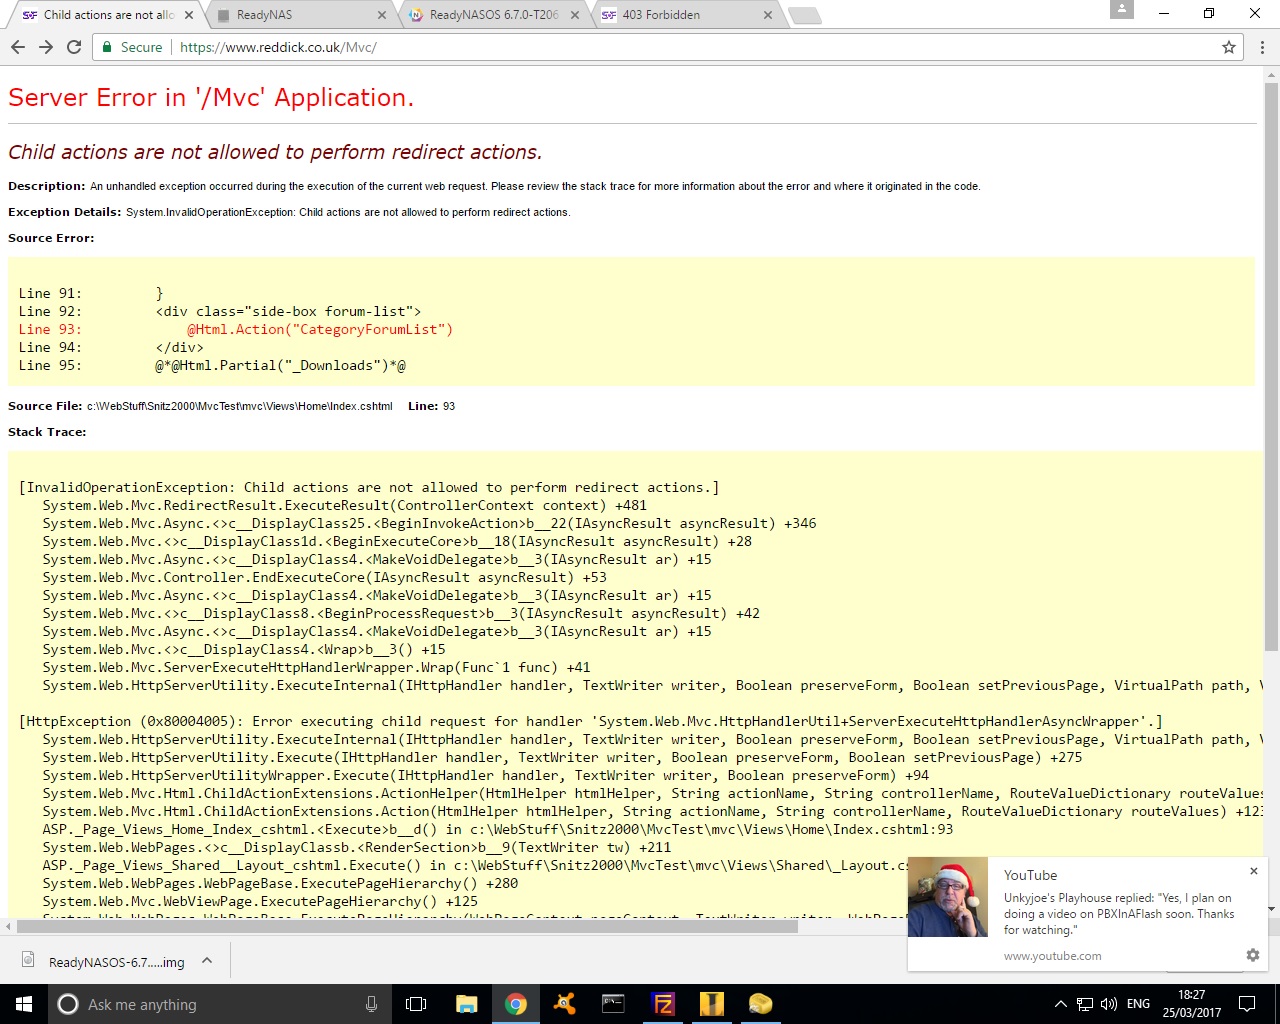 Child actions are not allo
ReadyNAS
ReadyNASOS 6.7.0-T206
403 Forbidden
Secure
https://www.reddick.co.uk/Mvc/
Server Error in '/Mvc' Application.
Child actions are not allowed to perform redirect actions.
Description: An unhandled exception occurred during the execution of the current web request. Please review the stack trace for more information about the error and where it originated in the code.
Exception Details: System.InvalidOperationException: Child actions are not allowed to perform redirect actions.
Source Error:
Line 91:         }
Line 92:         <div class="side-box forum-list">
Line 93:             @Html.Action("CategoryForumList")
Line 94:         </div>
Line 95:         @*@Html.Partial("_Downloads")*@
Source File: c:\WebStuff\Snitz2000\MvcTest\mvc\Views\Home\Index.cshtml    Line: 93
Stack Trace:
[InvalidOperationException: Child actions are not allowed to perform redirect actions.]
System.Web.Mvc.RedirectResult.ExecuteResult(ControllerContext context) +481
System.Web.Mvc.Async.<>c__DisplayClass25.<BeginInvokeAction>b__22(IAsyncResult asyncResult) +346
System.Web.Mvc.<>c__DisplayClass1d.<BeginExecuteCore>b__18(IAsyncResult asyncResult) +28
System.Web.Mvc.Async.<>c__DisplayClass4.<MakeVoidDelegate>b__3(IAsyncResult ar) +15
System.Web.Mvc.Controller.EndExecuteCore(IAsyncResult asyncResult) +53
System.Web.Mvc.Async.<>c__DisplayClass4.<MakeVoidDelegate>b__3(IAsyncResult ar) +15
System.Web.Mvc.<>c__DisplayClass8.<BeginProcessRequest>b__3(IAsyncResult asyncResult) +42
System.Web.Mvc.Async.<>c__DisplayClass4.<MakeVoidDelegate>b__3(IAsyncResult ar) +15
System.Web.Mvc.<>c__DisplayClass4.<Wrap>b__3() +15
System.Web.Mvc.ServerExecuteHttpHandlerWrapper.Wrap(Func`1 func) +41
System.Web.HttpServerUtility.ExecuteInternal(IHttpHandler handler, TextWriter writer, Boolean preserveForm, Boolean setPreviousPage, VirtualPath path,
[HttpException (0x80004005): Error executing child request for handler 'System.Web.Mvc.HttpHandlerUtil+ServerExecuteHttpHandlerAsyncWrapper'.]
System.Web.HttpServerUtility.ExecuteInternal(IHttpHandler handler, TextWriter writer, Boolean preserveForm, Boolean setPreviousPage, VirtualPath path,
System.Web.HttpServerUtility.Execute(IHttpHandler handler, TextWriter writer, Boolean preserveForm, Boolean setPreviousPage) +275
System.Web.HttpServerUtilityWrapper.Execute(IHttpHandler handler, TextWriter writer, Boolean preserveForm) +94
System.Web.Mvc.Html.ChildActionExtensions.ActionHelper(HtmlHelper htmlHelper, String actionName, String controllerName, RouteValueDictionary routeValues
System.Web.Mvc.Html.ChildActionExtensions.Action(HtmlHelper htmlHelper, String actionName, String controllerName, RouteValueDictionary routeValues) +123
ASP._Page_Views_Home_Index_cshtml.<Execute>b__d() in c:\WebStuff\Snitz2000\MvcTest\mvc\Views\Home\Index.cshtml:93
System.Web.WebPages.<>c__DisplayClassb.<RenderSection>b__9(TextWriter tw) +211
ASP._Page_Views_Shared__Layout_cshtml.Execute() in c:\WebStuff\Snitz2000\MvcTest\mvc\Views\Shared\_Layout.cs
System.Web.WebPages.WebPageBase.ExecutePageHierarchy() +280
System.Web.Mvc.WebViewPage.ExecutePageHierarchy() +125
YouTube
Unkyjoe's Playhouse replied: "Yes, I plan on
doing a video on PBXInAFlash soon. Thanks
for watching."
www.youtube.com
ReadyNASOS-6.7.....img
Ask me anything
ENG
18:27
25/03/2017